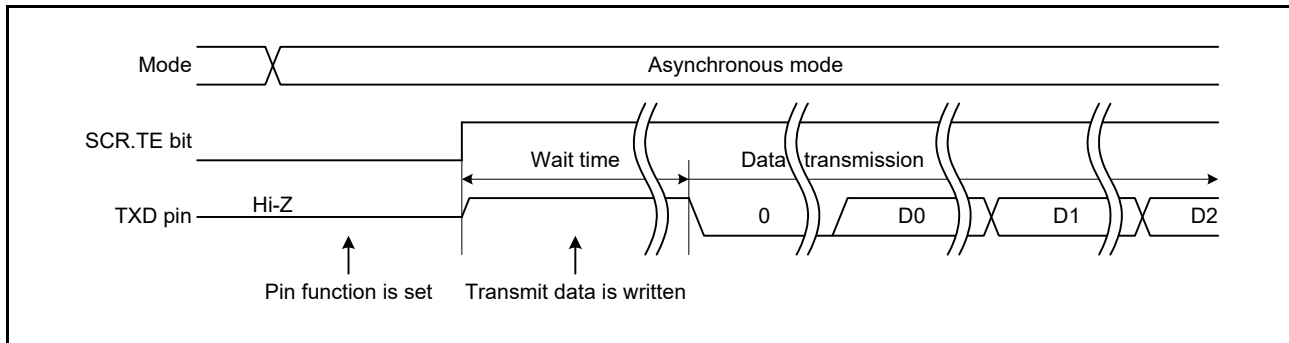 Mode
Asynchronous mode
SCR.TE bit
Wait time
Data transmission
TXD pin
Hi-Z
0
D0
D1
D2
Pin function is set
Transmit data is written